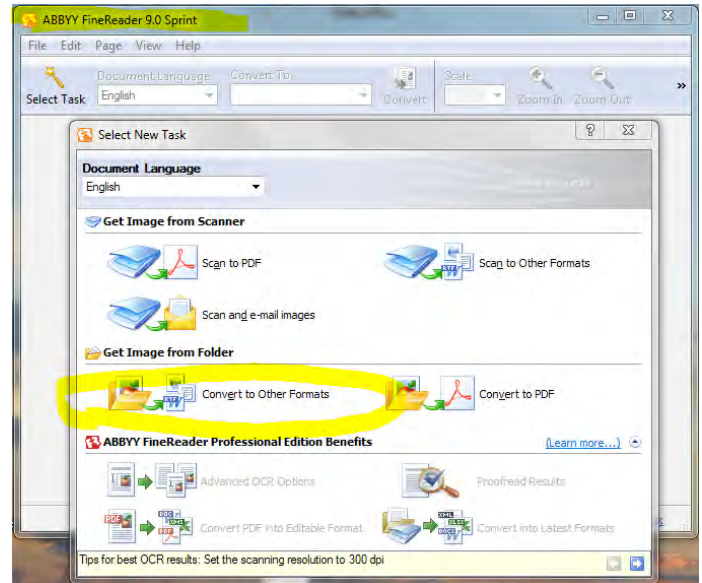 ABBYY FineReader 9.0 Sprint
File Edit Page View Help
Document Language: Convert To: Scale:
Select Task English Convert Zoom In Zoom Out »
Select New Task
Document Language
English
Get Image from Scanner
Scan to PDF Scan to Other Formats
Scan and e-mail images
Get Image from Folder
Convert to Other Formats Convert to PDF
ABBYY FineReader Professional Edition Benefits (Learn more...)
Advanced OCR Options Proofread Results
Convert PDF into Editable Format Convert into Latest Formats
Tips for best OCR results: Set the scanning resolution to 300 dpi